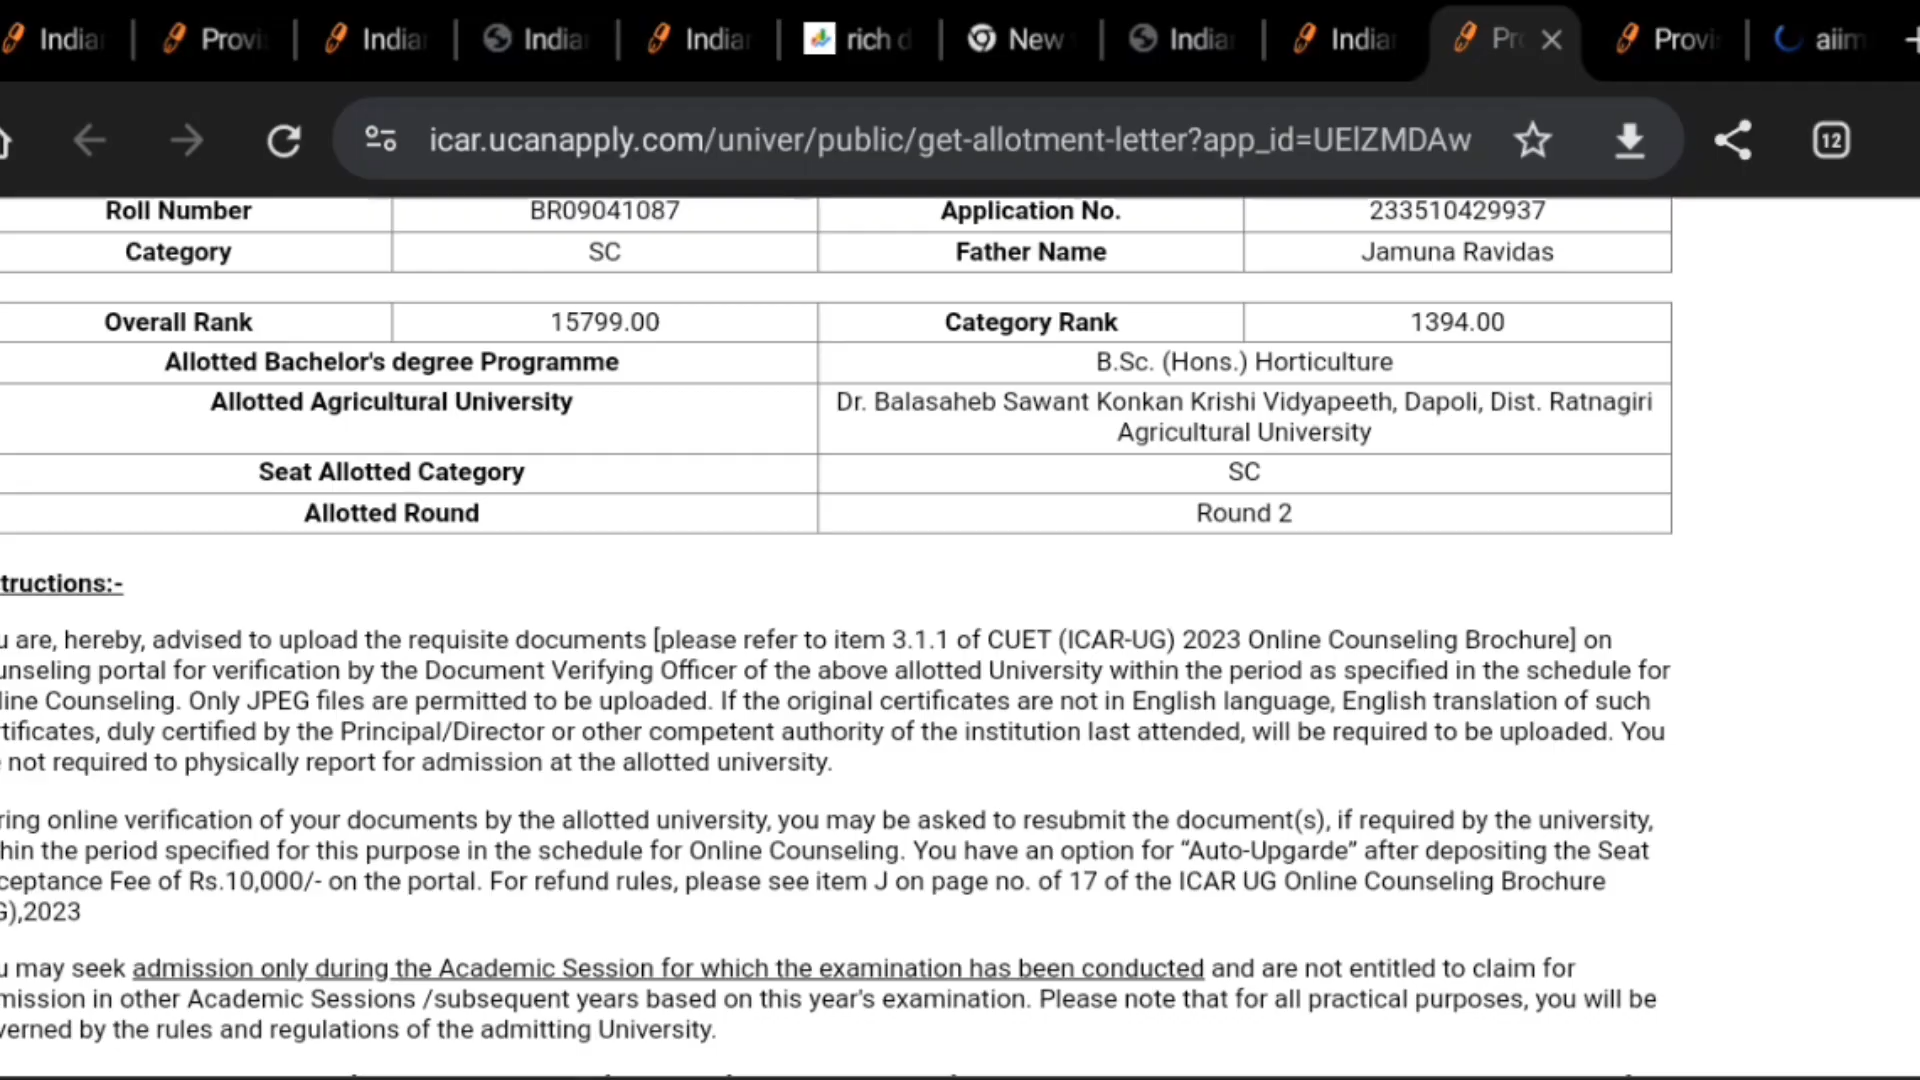 India Provi India India India rich d New India India Pr Provi aiim
icar.ucanapply.com/univer/public/get-allotment-letter?app_id=UElZMDAw 12
Roll Number BR09041087 Application No. 233510429937
Category SC Father Name Jamuna Ravidas
Overall Rank 15799.00 Category Rank 1394.00
Allotted Bachelor's degree Programme B.Sc. (Hons.) Horticulture
Allotted Agricultural University Dr. Balasaheb Sawant Konkan Krishi Vidyapeeth, Dapoli, Dist. Ratnagiri
Agricultural University
Seat Allotted Category SC
Allotted Round Round 2
tructions:-
u are, hereby, advised to upload the requisite documents [please refer to item 3.1.1 of CUET (ICAR-UG) 2023 Online Counseling Brochure] on
unseling portal for verification by the Document Verifying Officer of the above allotted University within the period as specified in the schedule for
line Counseling. Only JPEG files are permitted to be uploaded. If the original certificates are not in English language, English translation of such
tificates, duly certified by the Principal/Director or other competent authority of the institution last attended, will be required to be uploaded. You
e not required to physically report for admission at the allotted university.
ring online verification of your documents by the allotted university, you may be asked to resubmit the document(s), if required by the university,
hin the period specified for this purpose in the schedule for Online Counseling. You have an option for “Auto-Upgarde” after depositing the Seat
ceptance Fee of Rs.10,000/- on the portal. For refund rules, please see item J on page no. of 17 of the ICAR UG Online Counseling Brochure
G),2023
u may seek admission only during the Academic Session for which the examination has been conducted and are not entitled to claim for
mission in other Academic Sessions /subsequent years based on this year's examination. Please note that for all practical purposes, you will be
verned by the rules and regulations of the admitting University.